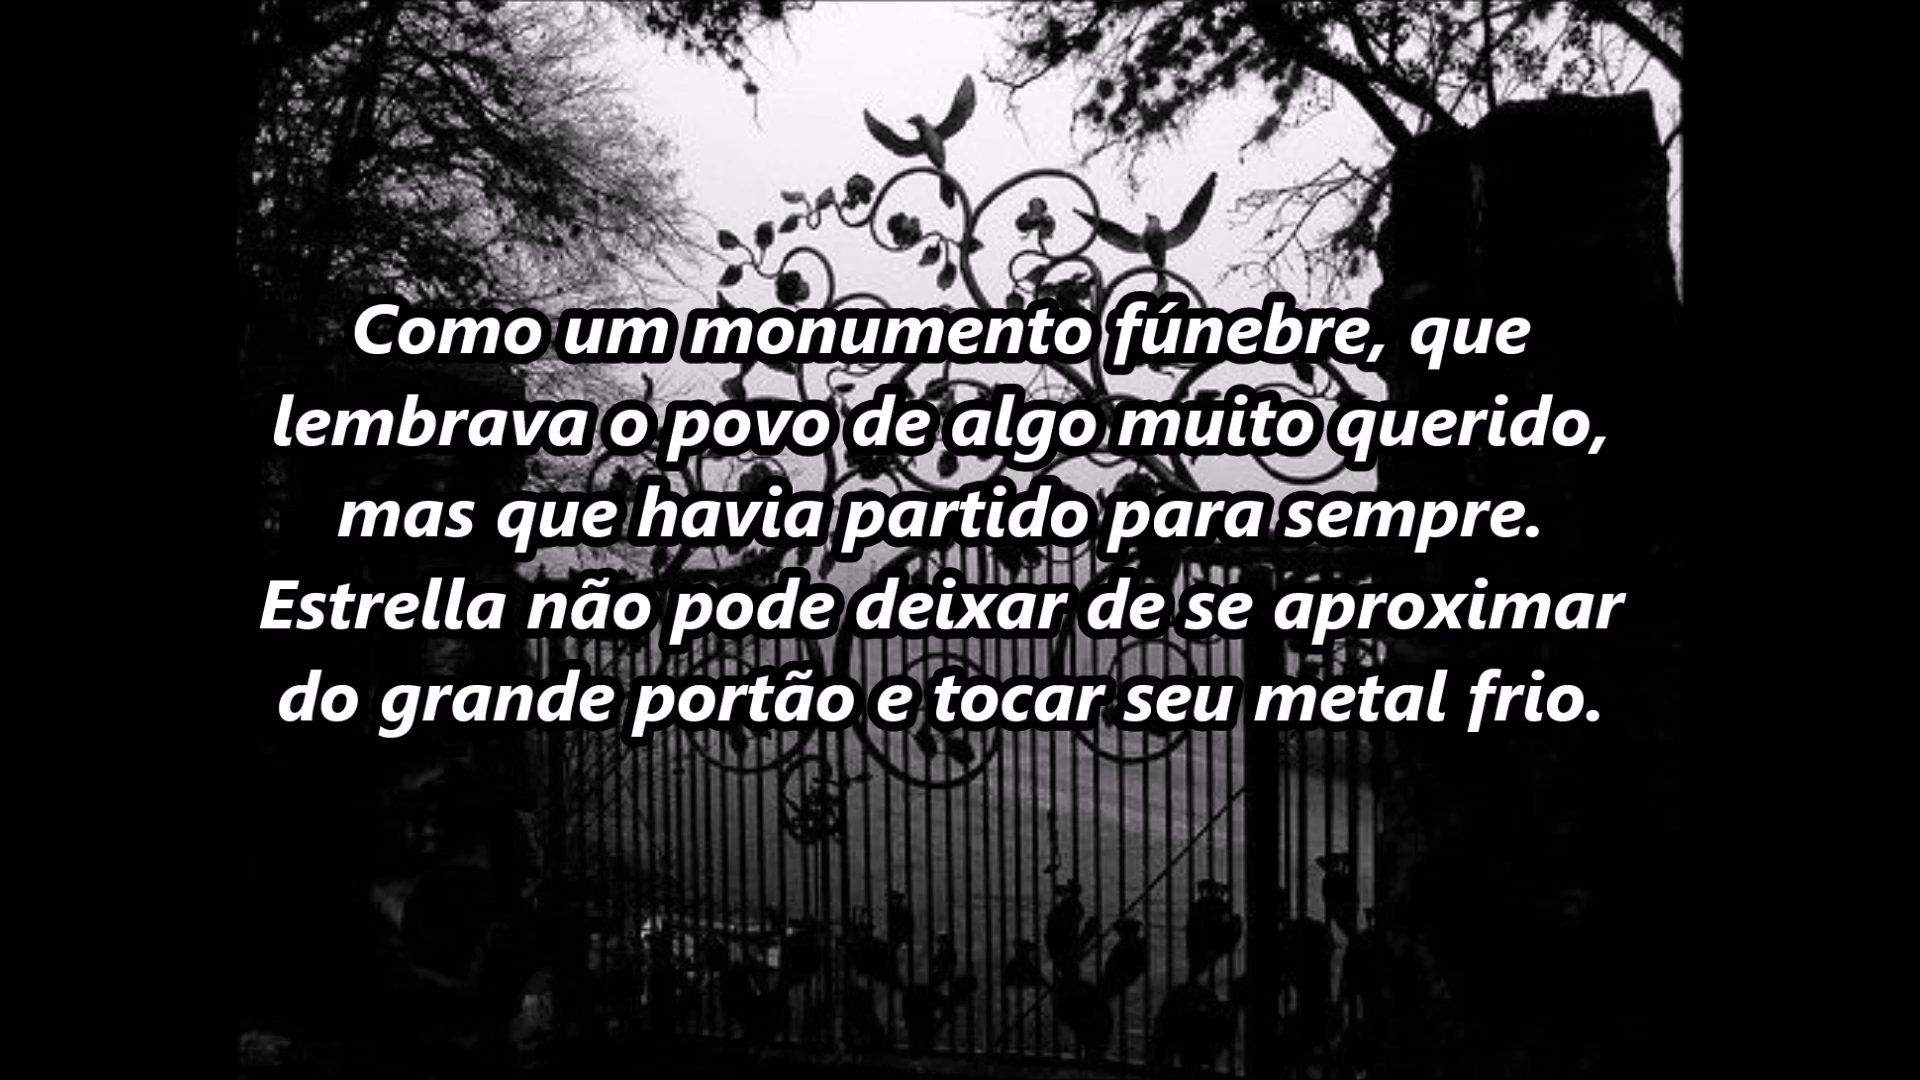 Como um monumento fúnebre, que
lembrava o povo de algo muito querido,
mas que havia partido para sempre.
Estrella não pode deixar de se aproximar
do grande portão e tocar seu metal frio.